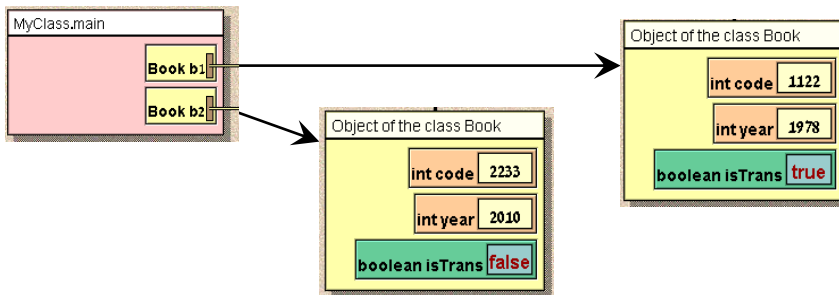 MyClass.main
Book b1
Book b2
Object of the class Book
int code 1122
int year 1978
boolean isTrans true
Object of the class Book
int code 2233
int year 2010
boolean isTrans false